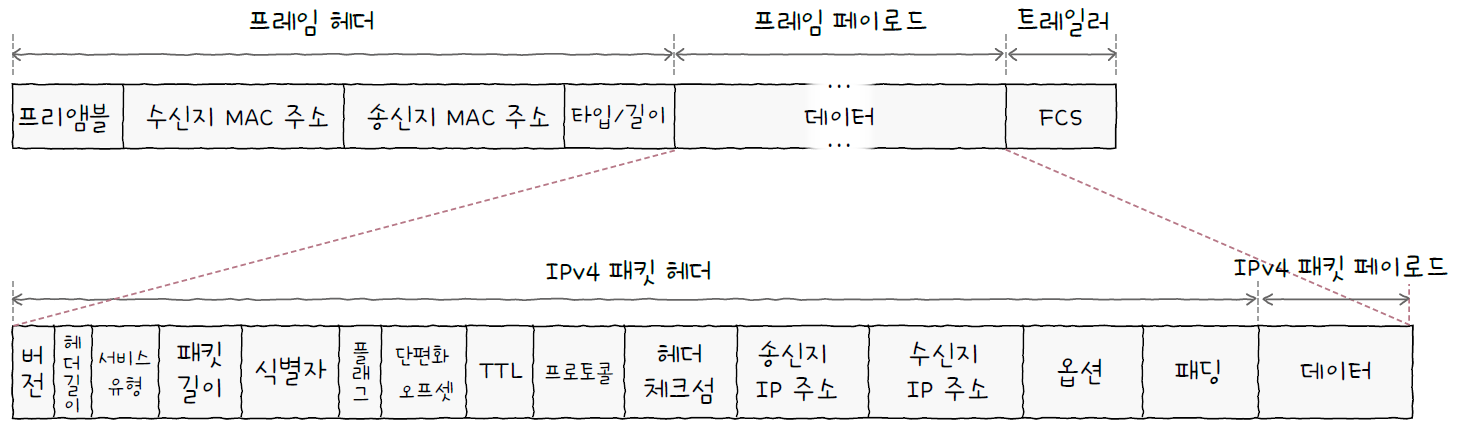 프레임 헤더
프레임 페이로드
트레일러
프리앰블
수신지 MAC 주소
송신지 MAC 주소
타입/길이
...
데이터
...
FCS
IPv4 패킷 헤더
IPv4 패킷 페이로드
버
전
헤
더
길
이
서비스
유형
패킷
길이
식별자
플
래
그
단편화
오프셋
TTL
프로토콜
헤더
체크섬
송신지
IP 주소
수신지
IP 주소
옵션
패딩
데이터